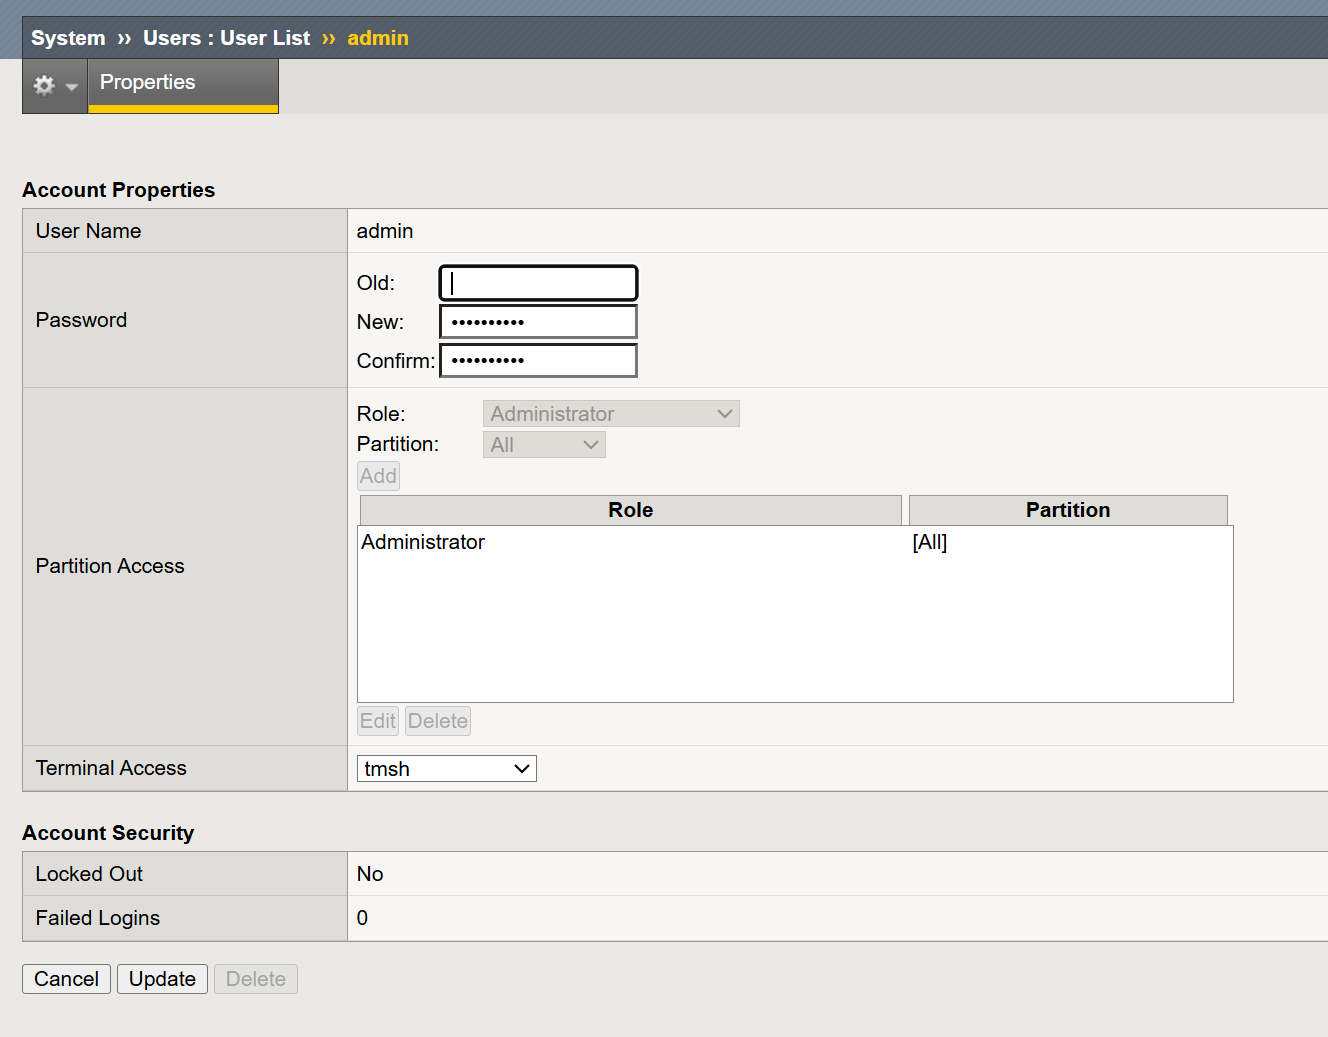 System ›› Users : User List ›› admin
Properties
Account Properties
User Name admin
Password
Old:
New: ••••••••••
Confirm: ••••••••••
Partition Access
Role: Administrator
Partition: All
Add
Role Partition
Administrator [All]
Edit Delete
Terminal Access tmsh
Account Security
Locked Out No
Failed Logins 0
Cancel Update Delete